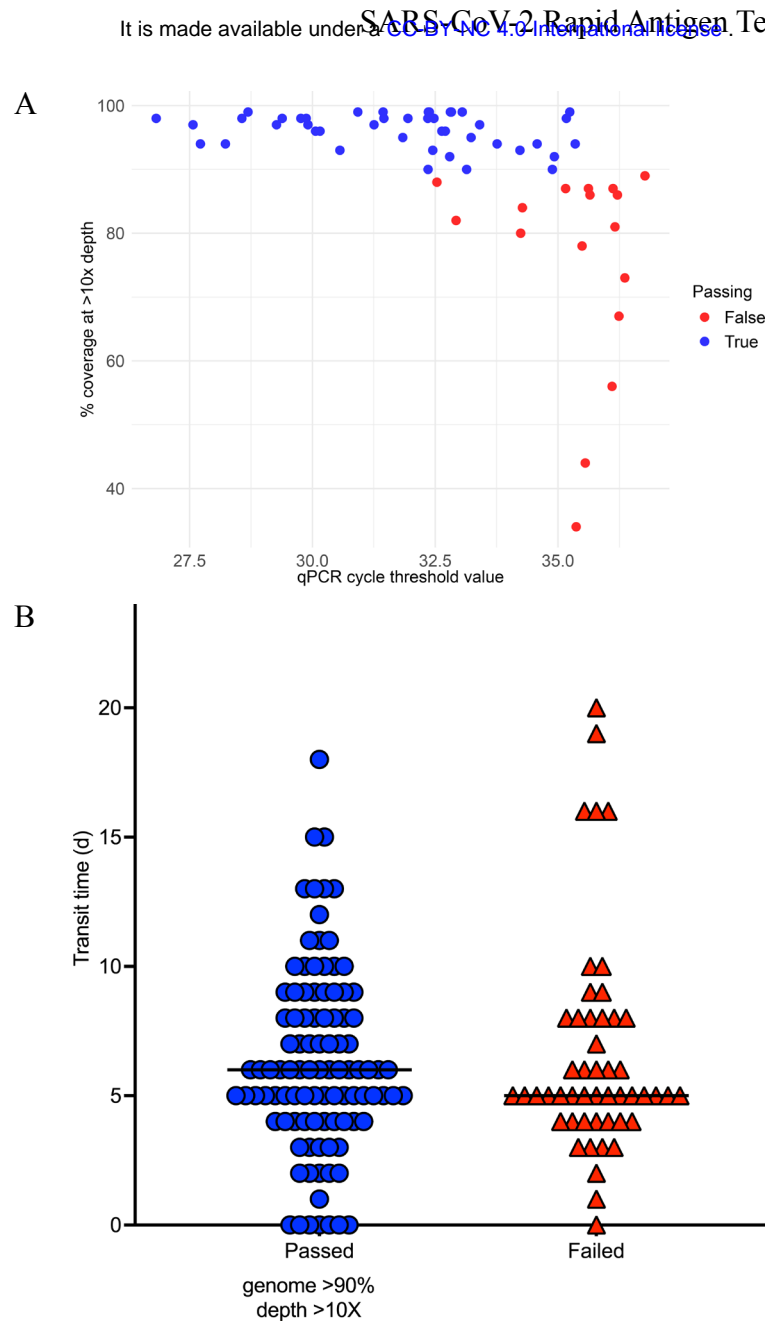 SARS-CoV-2 Rapid Antigen Te
It is made available under a CC-BY-NC 4.0 International license .
A
100
80
60
40
% coverage at >10x depth
27.5 30.0 32.5 35.0
qPCR cycle threshold value
Passing
False
True
B
20
15
10
5
0
Transit time (d)
Passed Failed
genome >90%
depth >10X